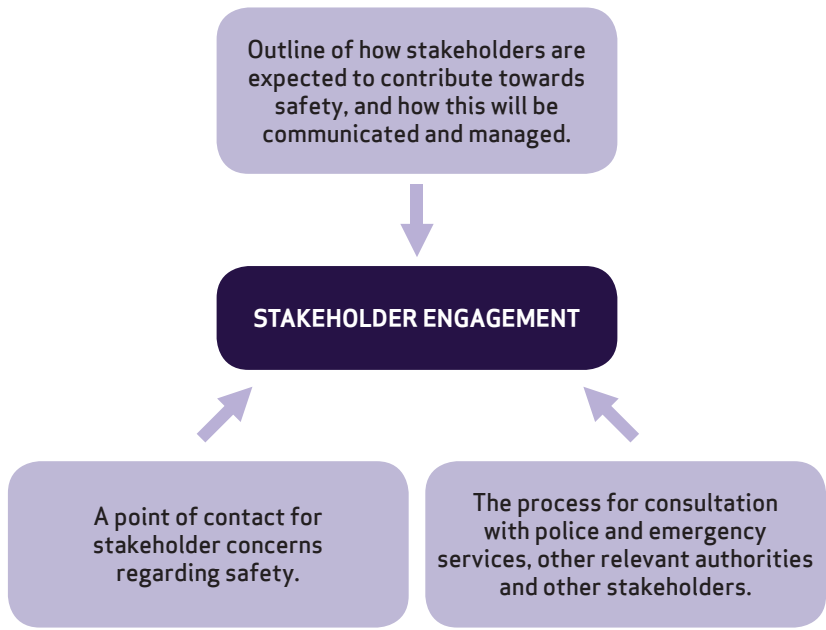 Outline of how stakeholders are
expected to contribute towards
safety, and how this will be
communicated and managed.
STAKEHOLDER ENGAGEMENT
A point of contact for
stakeholder concerns
regarding safety.
The process for consultation
with police and emergency
services, other relevant authorities
and other stakeholders.